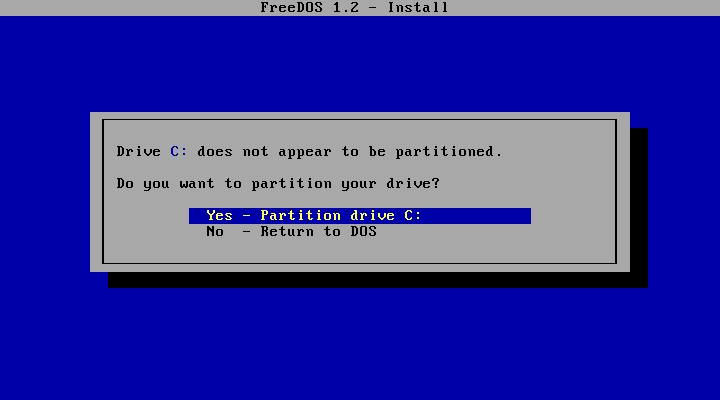 FreeDOS 1.2 - Install
Drive C: does not appear to be partitioned.
Do you want to partition your drive?
Yes - Partition drive C:
No - Return to DOS